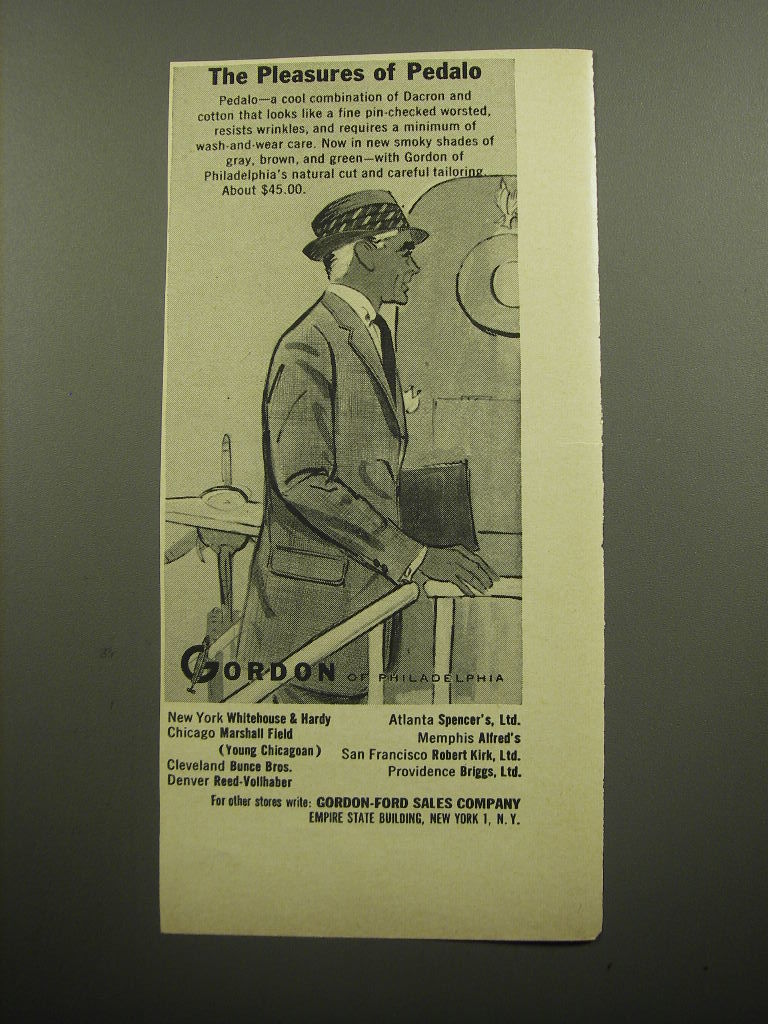 The Pleasures of Pedalo
Pedalo—a cool combination of Dacron and
cotton that looks like a fine pin-checked worsted,
resists wrinkles, and requires a minimum of
wash-and-wear care. Now in new smoky shades of
gray, brown, and green—with Gordon of
Philadelphia's natural cut and careful tailoring.
About $45.00.
GORDON OF PHILADELPHIA
New York Whitehouse & Hardy
Chicago Marshall Field
(Young Chicagoan)
Cleveland Bunce Bros.
Denver Reed-Vollhaber
Atlanta Spencer's, Ltd.
Memphis Alfred's
San Francisco Robert Kirk, Ltd.
Providence Briggs, Ltd.
For other stores write: GORDON-FORD SALES COMPANY
EMPIRE STATE BUILDING, NEW YORK 1, N. Y.